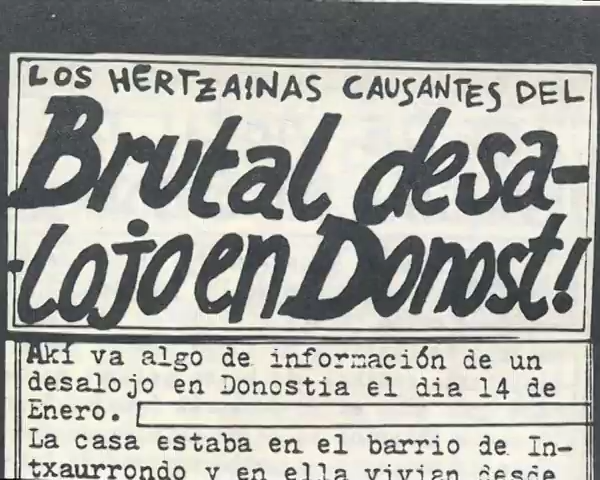 LOS HERTZAINAS CAUSANTES DEL
Brutal desa-
-lojo en Donost!
Akí va algo de información de un
desalojo en Donostia el dia 14 de
Enero.
La casa estaba en el barrio de In-
txaurrondo y en ella vivian desde